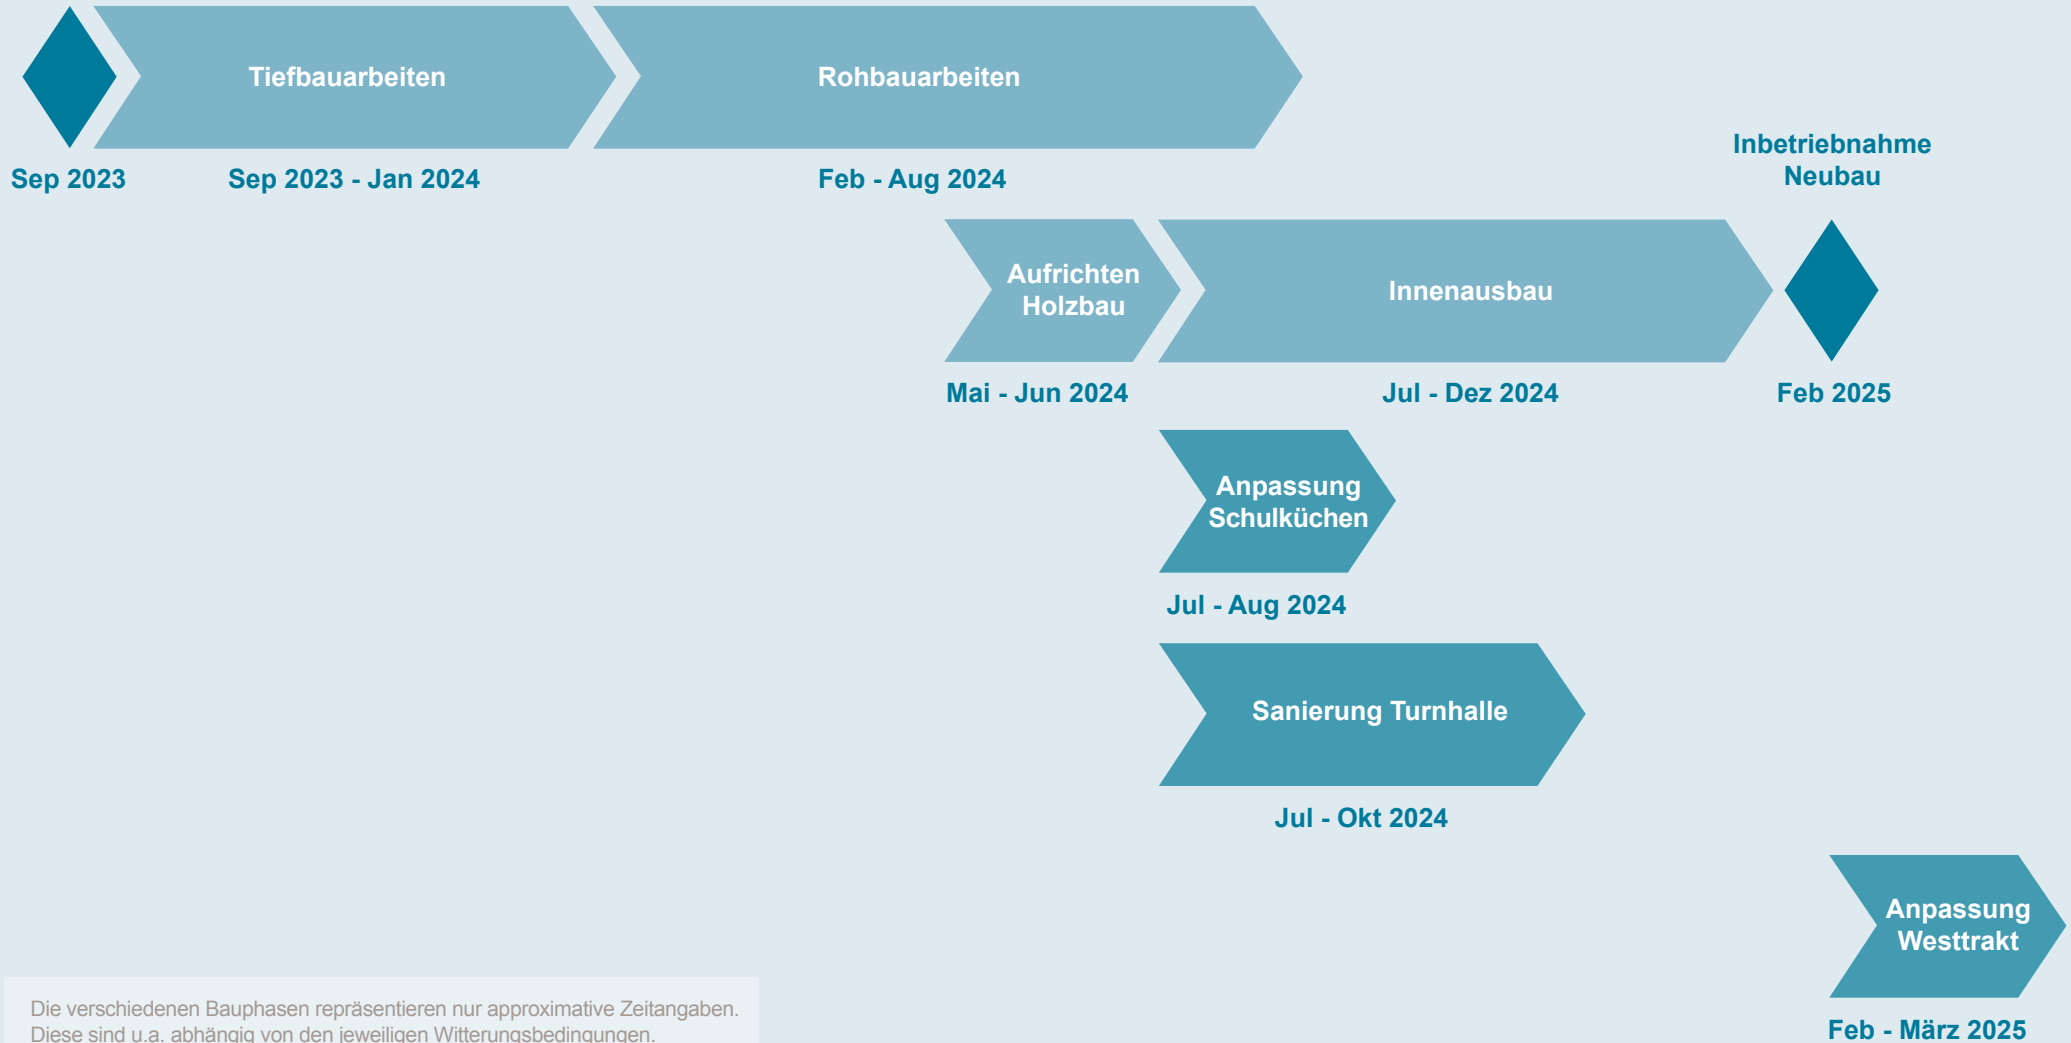 Tiefbauarbeiten
Rohbauarbeiten
Sep 2023
Sep 2023 - Jan 2024
Feb - Aug 2024
Inbetriebnahme
Neubau
Aufrichten
Holzbau
Innenausbau
Mai - Jun 2024
Jul - Dez 2024
Feb 2025
Anpassung
Schulküchen
Jul - Aug 2024
Sanierung Turnhalle
Jul - Okt 2024
Anpassung
Westtrakt
Feb - März 2025
Die verschiedenen Bauphasen repräsentieren nur approximative Zeitangaben.
Diese sind u.a. abhängig von den jeweiligen Witterungsbedingungen.